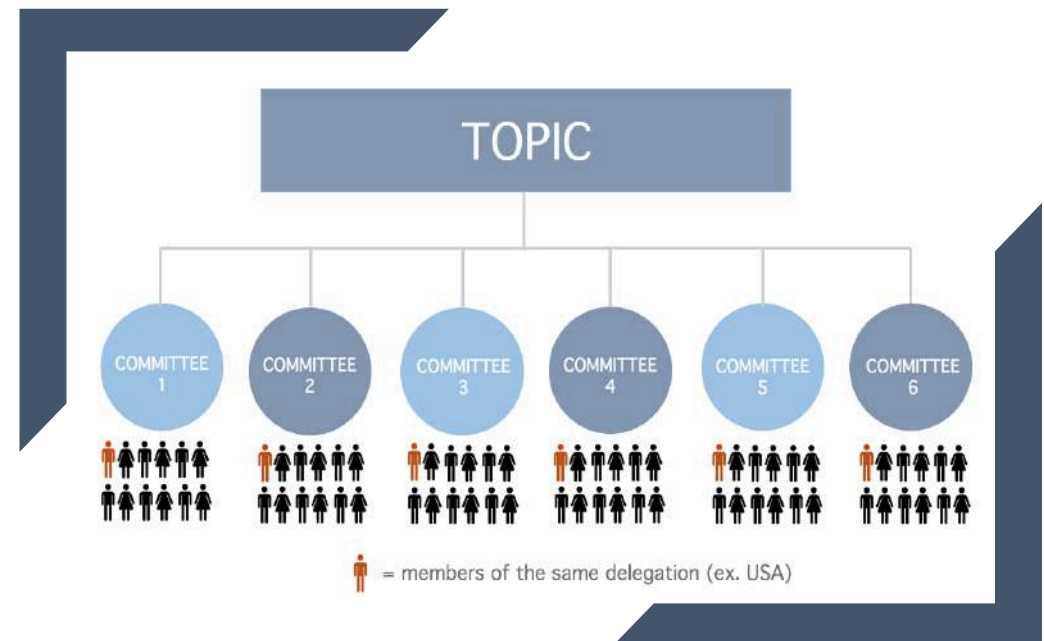 TOPIC
COMMITTEE
1
COMMITTEE
2
COMMITTEE
3
COMMITTEE
4
COMMITTEE
5
COMMITTEE
6
= members of the same delegation (ex. USA)